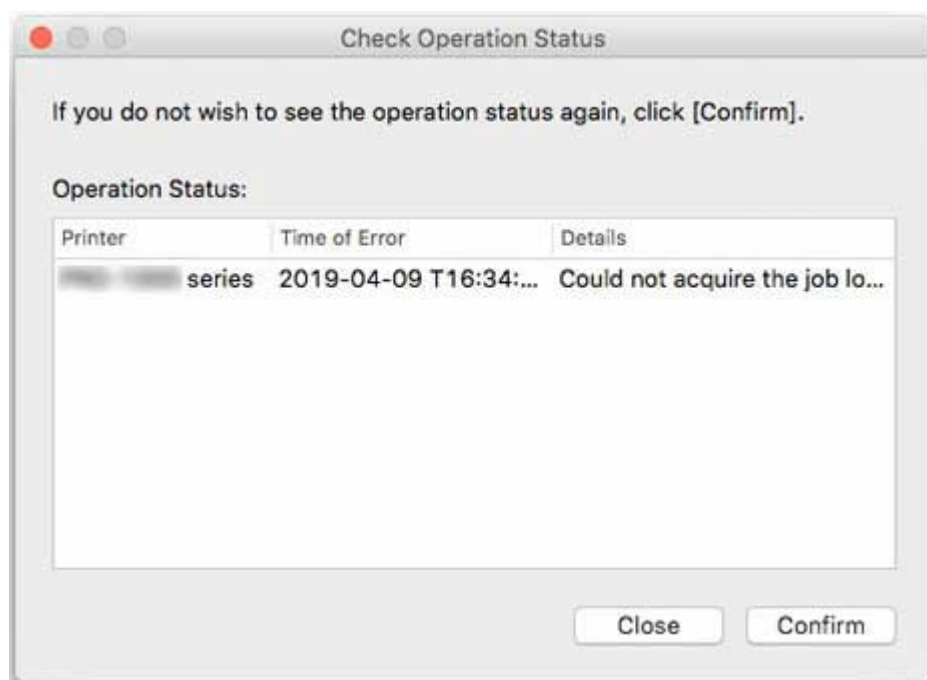 Check Operation Status
If you do not wish to see the operation status again, click [Confirm].
Operation Status:
Printer Time of Error Details
series 2019-04-09 T16:34:... Could not acquire the job lo...
Close Confirm